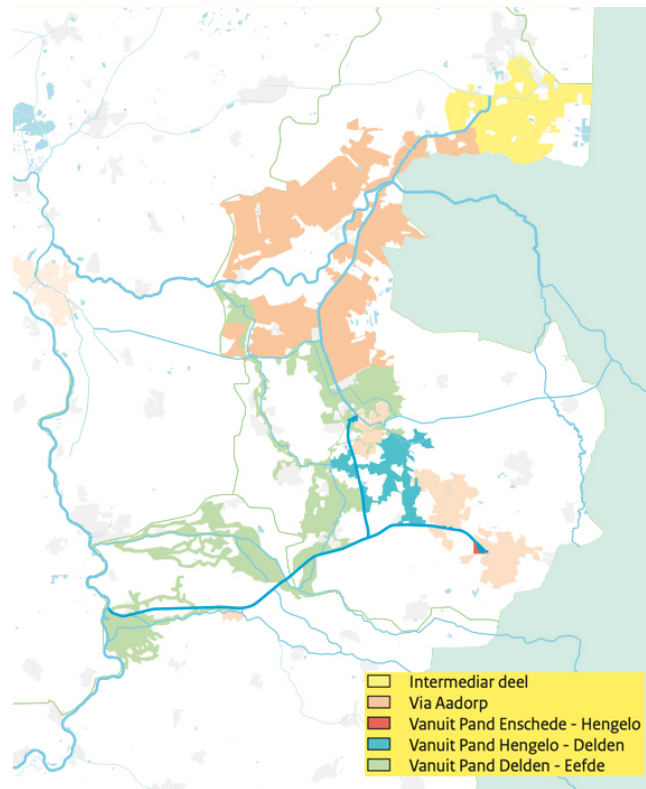 Intermediar deel
Via Aadorp
Vanuit Pand Enschede - Hengelo
Vanuit Pand Hengelo - Delden
Vanuit Pand Delden - Eefde